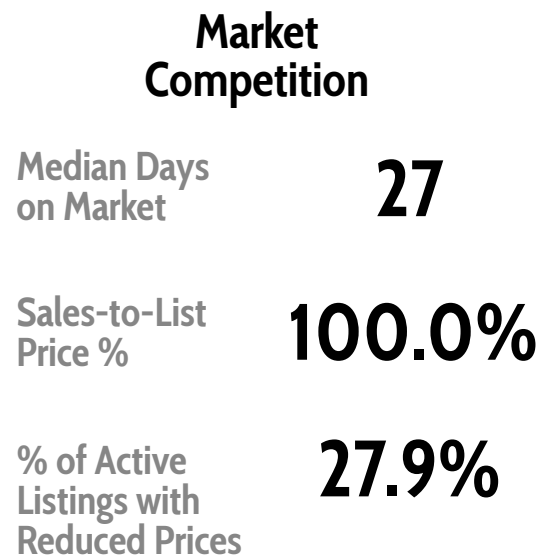 Market
Competition
Median Days
on Market
27
Sales-to-List
Price %
100.0%
% of Active
Listings with
Reduced Prices
27.9%